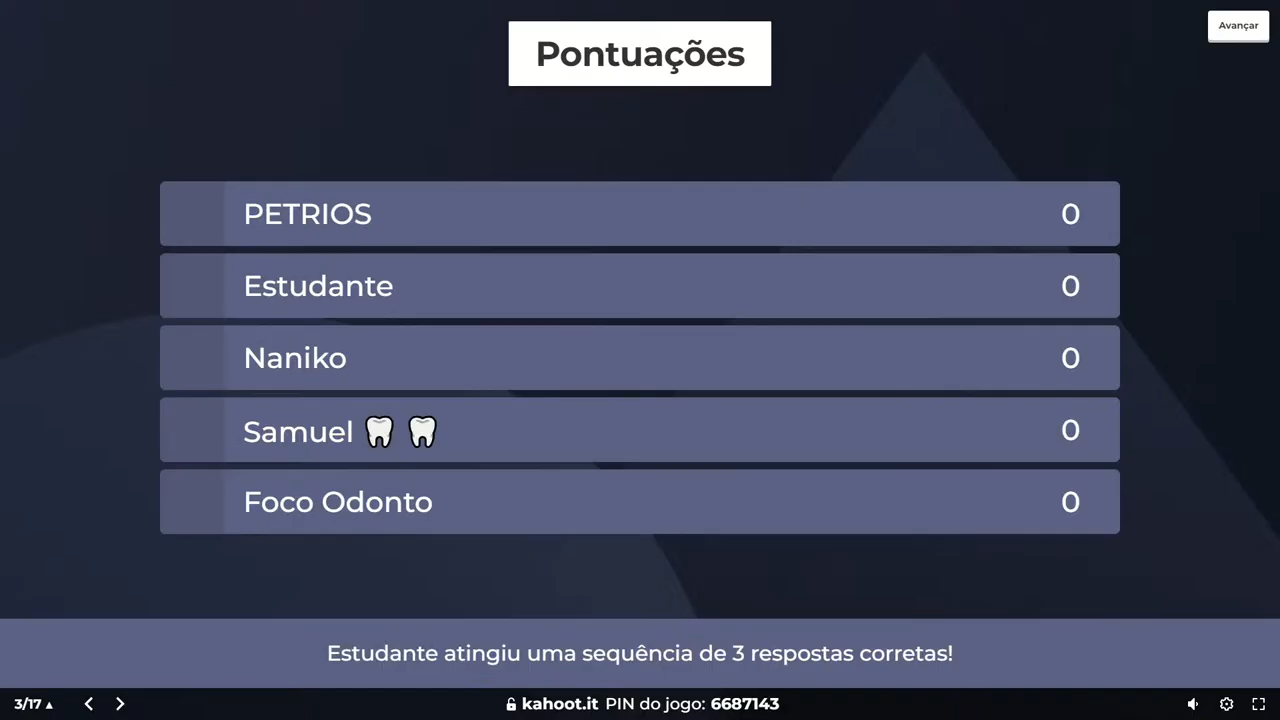 Avançar
Pontuações
PETRIOS 0
Estudante 0
Naniko 0
Samuel 🦷 🦷 0
Foco Odonto 0
Estudante atingiu uma sequência de 3 respostas corretas!
3/17 ▲ kahoot.it PIN do jogo: 6687143